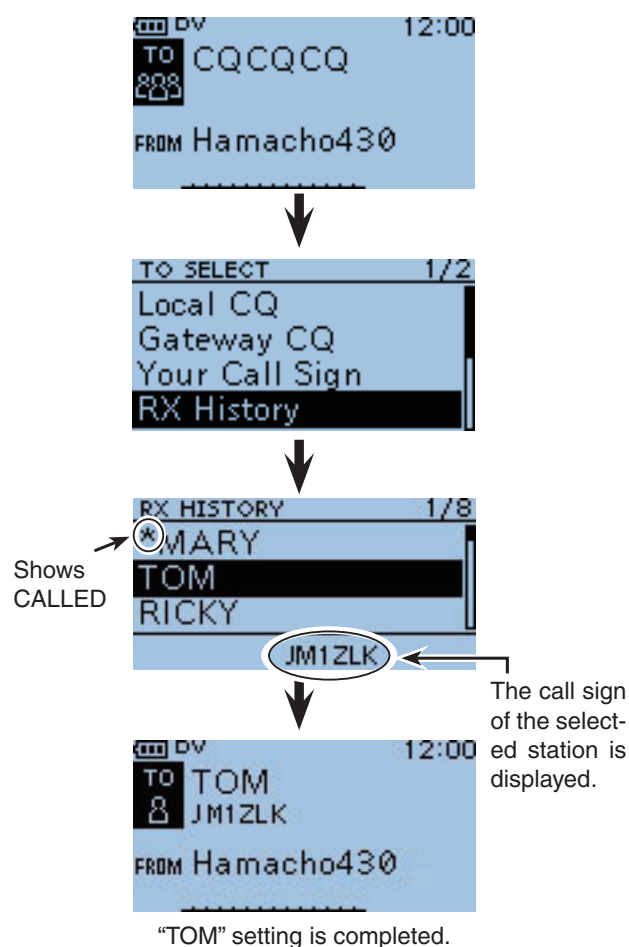 DV 12:00
TO CQCQCQ
FROM Hamacho430
TO SELECT 1/2
Local CQ
Gateway CQ
Your Call Sign
RX History
RX HISTORY 1/8
*MARY
TOM
RICKY
JM1ZLK
Shows
CALLED
The call sign
of the select-
ed station is
displayed.
DV 12:00
TO TOM
JM1ZLK
FROM Hamacho430
“TOM” setting is completed.